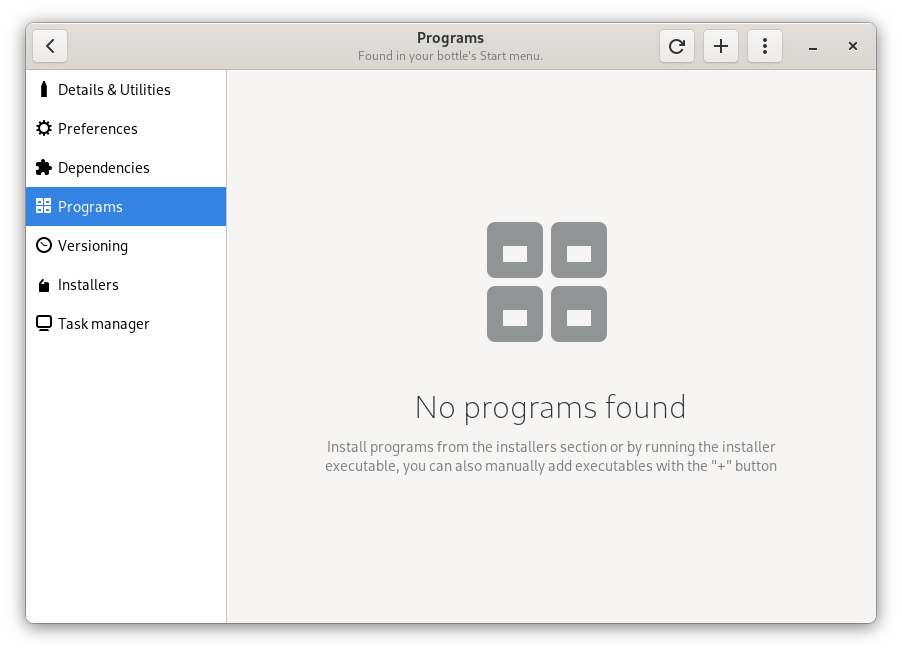 Programs
Found in your bottle's Start menu.
Details & Utilities
Preferences
Dependencies
Programs
Versioning
Installers
Task manager
No programs found
Install programs from the installers section or by running the installer
executable, you can also manually add executables with the "+" button